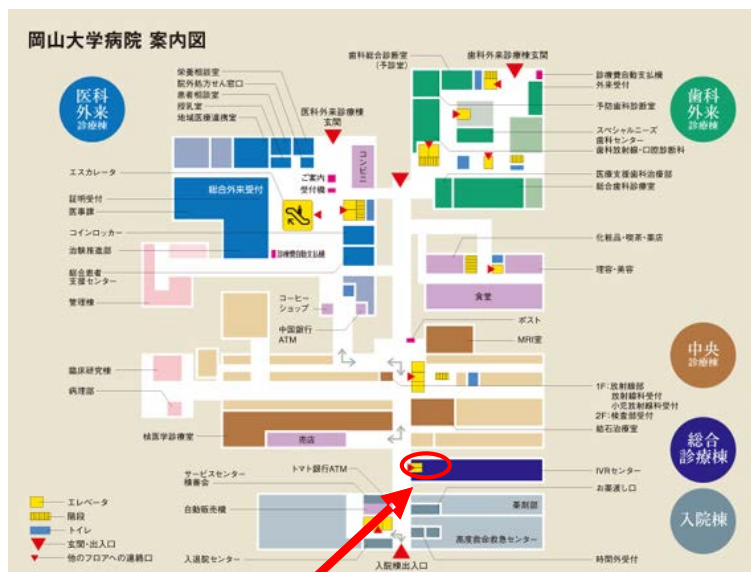 岡山大学病院 案内図
医科
外来
診療棟
栄養相談室
院外処方せん窓口
患者相談室
授乳室
地域医療連携室
医科外来診療棟
玄関
エスカレータ
総合外来受付
証明受付
医事課
コインロッカー
治験推進部
総合患者
支援センター
管理棟
ご案内
受付機
診療費自動支払機
コンビニ
コーヒー
ショップ
中国銀行
ATM
歯科総合診断室
(予診室)
歯科外来診療棟玄関
診療費自動支払機
外来受付
予防歯科診断室
スペシャルニーズ
歯科センター
歯科放射線・口腔診断科
医療支援歯科治療部
総合歯科診療室
歯科
外来
診療棟
化粧品・喫茶・薬店
理容・美容
食堂
ポスト
MRI室
中央
診療棟
臨床研究棟
病理部
核医学診療室
売店
1F:放射線部
放射線科受付
小児放射線科受付
2F:検査部受付
結石治療室
総合
診療棟
IVRセンター
お薬渡し口
サービスセンター
積善会
トマト銀行ATM
自動販売機
薬剤部
高度救命救急センター
入院棟
入退院センター
入院棟出入口
時間外受付
エレベータ
階段
トイレ
玄関・出入口
他のフロアへの連絡口